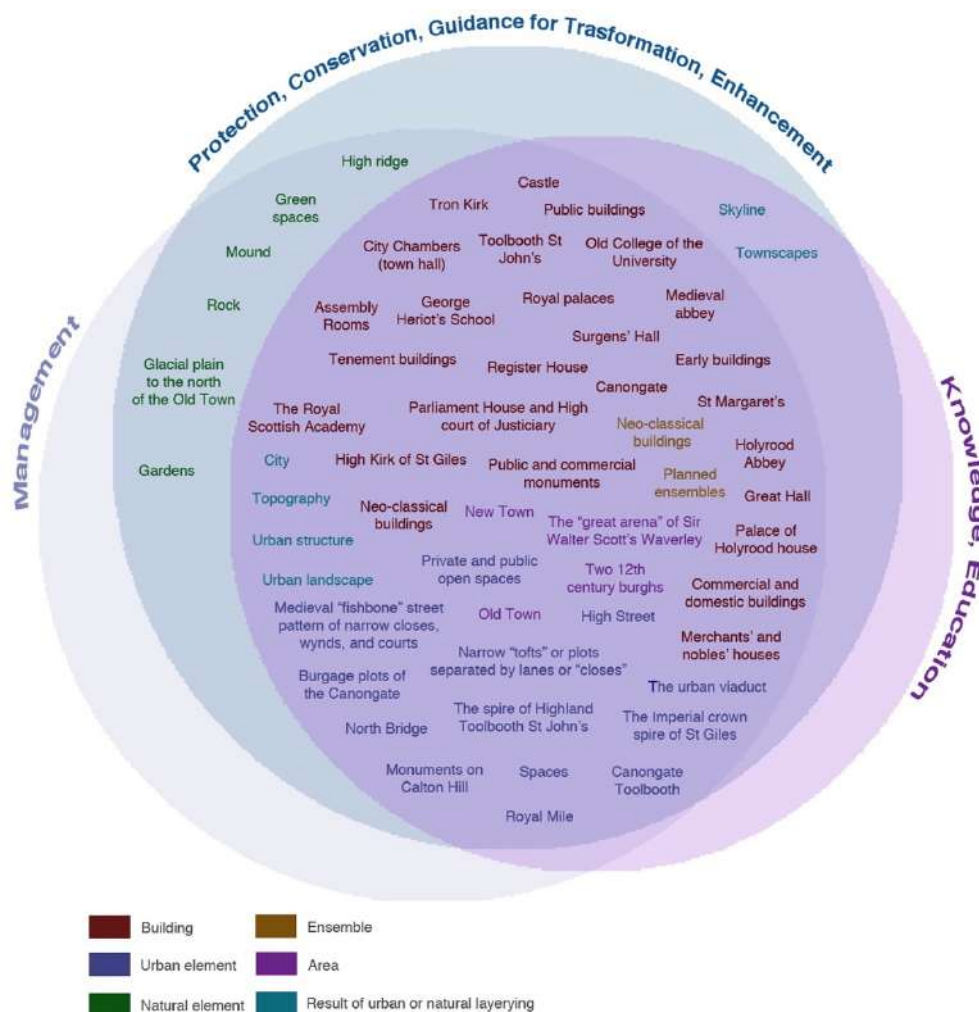 Protection, Conservation, Guidance for Trasformation, Enhancement
Management
Knowledge, Education
High ridge
Green
spaces
Mound
Rock
Glacial plain
to the north
of the Old Town
Gardens
Castle
Tron Kirk
Public buildings
Skyline
Townscapes
City Chambers
(town hall)
Toolbooth St
John's
Old College of the
University
Assembly
Rooms
George
Heriot's School
Royal palaces
Medieval
abbey
Surgens' Hall
Tenement buildings
Register House
Early buildings
Canongate
St Margaret's
The Royal
Scottish Academy
Parliament House and High
court of Justiciary
Neo-classical
buildings
Holyrood
Abbey
City
High Kirk of St Giles
Public and commercial
monuments
Planned
ensembles
Great Hall
Topography
Neo-classical
buildings
New Town
The "great arena" of Sir
Walter Scott's Waverley
Palace of
Holyrood house
Urban structure
Private and public
open spaces
Two 12th
century burghs
Commercial and
domestic buildings
Urban landscape
Medieval "fishbone" street
pattern of narrow closes,
wynds, and courts
Old Town
High Street
Merchants' and
nobles' houses
Narrow "tofts" or plots
separated by lanes or "closes"
Burgage plots of
the Canongate
The urban viaduct
North Bridge
The spire of Highland
Toolbooth St John's
The Imperial crown
spire of St Giles
Monuments on
Calton Hill
Spaces
Canongate
Toolbooth
Royal Mile
Building
Ensemble
Urban element
Area
Natural element
Result of urban or natural layerying